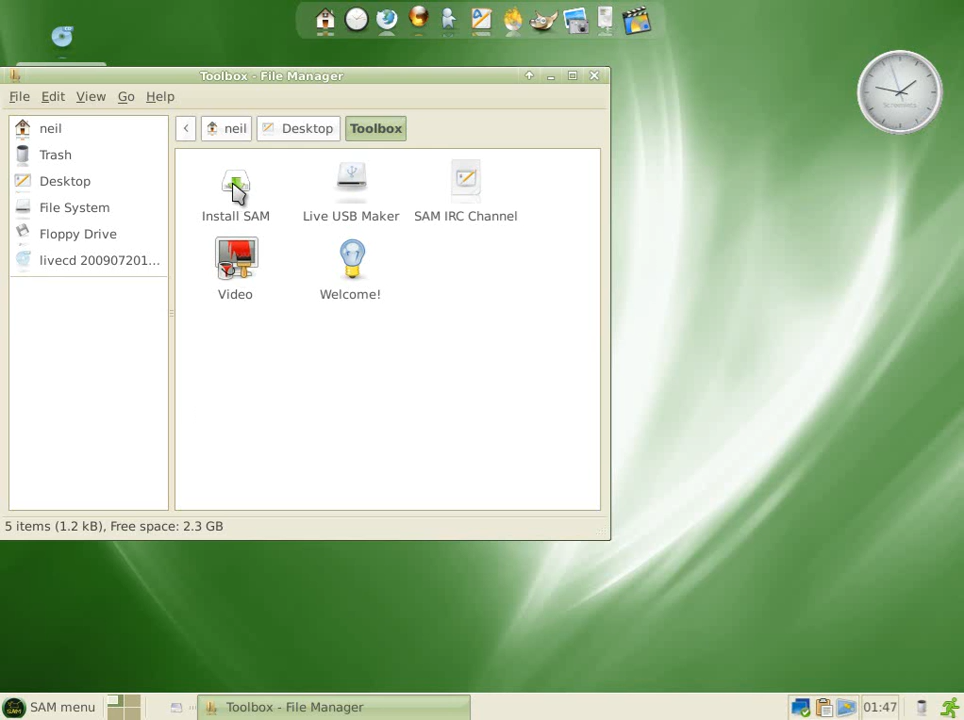 Toolbox - File Manager
File Edit View Go Help
neil
Trash
Desktop
File System
Floppy Drive
livecd 200907201...
neil Desktop Toolbox
Install SAM Live USB Maker SAM IRC Channel
Video Welcome!
5 items (1.2 kB), Free space: 2.3 GB
SAM menu Toolbox - File Manager 01:47